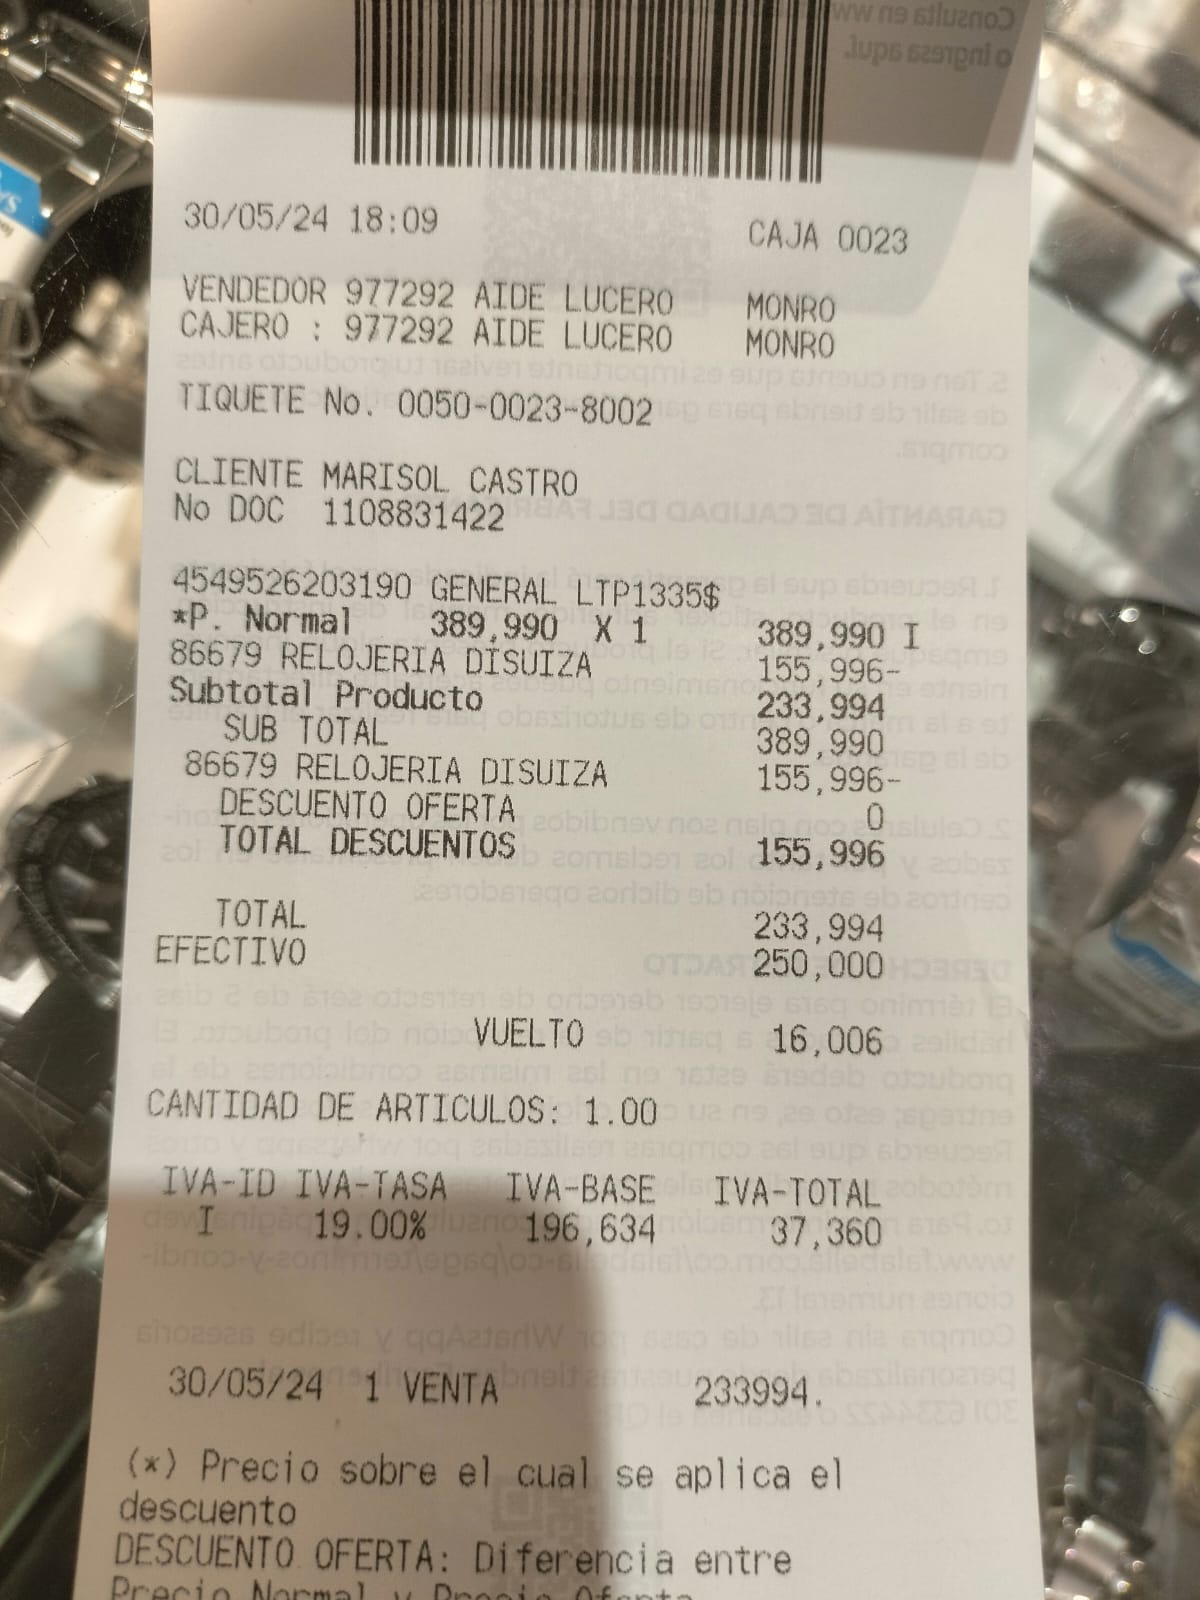 30/05/24 18:09 CAJA 0023
VENDEDOR 977292 AIDE LUCERO MONRO
CAJERO : 977292 AIDE LUCERO MONRO
TIQUETE No. 0050-0023-8002
CLIENTE MARISOL CASTRO
No DOC 1108831422
4549526203190 GENERAL LTP1335$
*P. Normal 389,990 X 1 389,990 I
86679 RELOJERIA DISUIZA 155,996-
Subtotal Producto 233,994
SUB TOTAL 389,990
86679 RELOJERIA DISUIZA 155,996-
DESCUENTO OFERTA 0
TOTAL DESCUENTOS 155,996
TOTAL 233,994
EFECTIVO 250,000
VUELTO 16,006
CANTIDAD DE ARTICULOS: 1.00
IVA-ID IVA-TASA IVA-BASE IVA-TOTAL
I 19.00% 196,634 37,360
30/05/24 1 VENTA 233994.
(*) Precio sobre el cual se aplica el
descuento
DESCUENTO OFERTA: Diferencia entre
Precio Normal y Precio Oferta